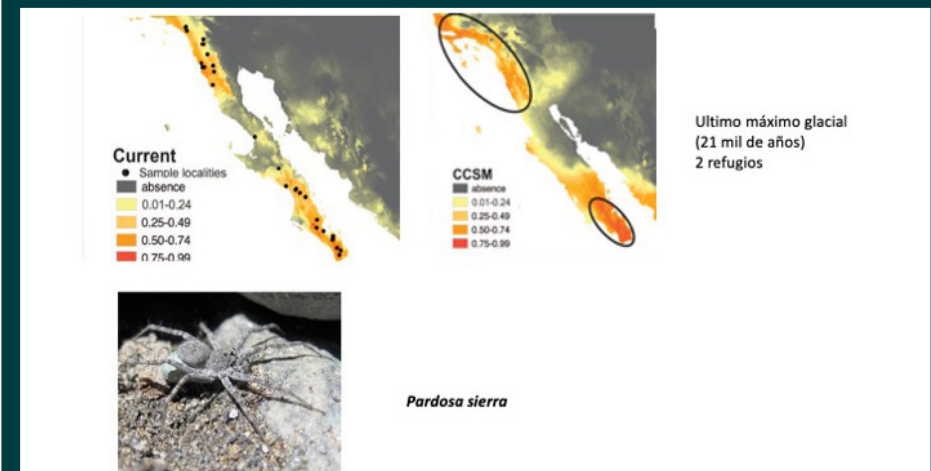 Current
Sample localities
absence
0.01-0.24
0.25-0.49
0.50-0.74
0.75-0.99
CCSM
absence
0.01-0.24
0.25-0.49
0.50-0.74
0.75-0.99
Ultimo máximo glacial
(21 mil de años)
2 refugios
Pardosa sierra